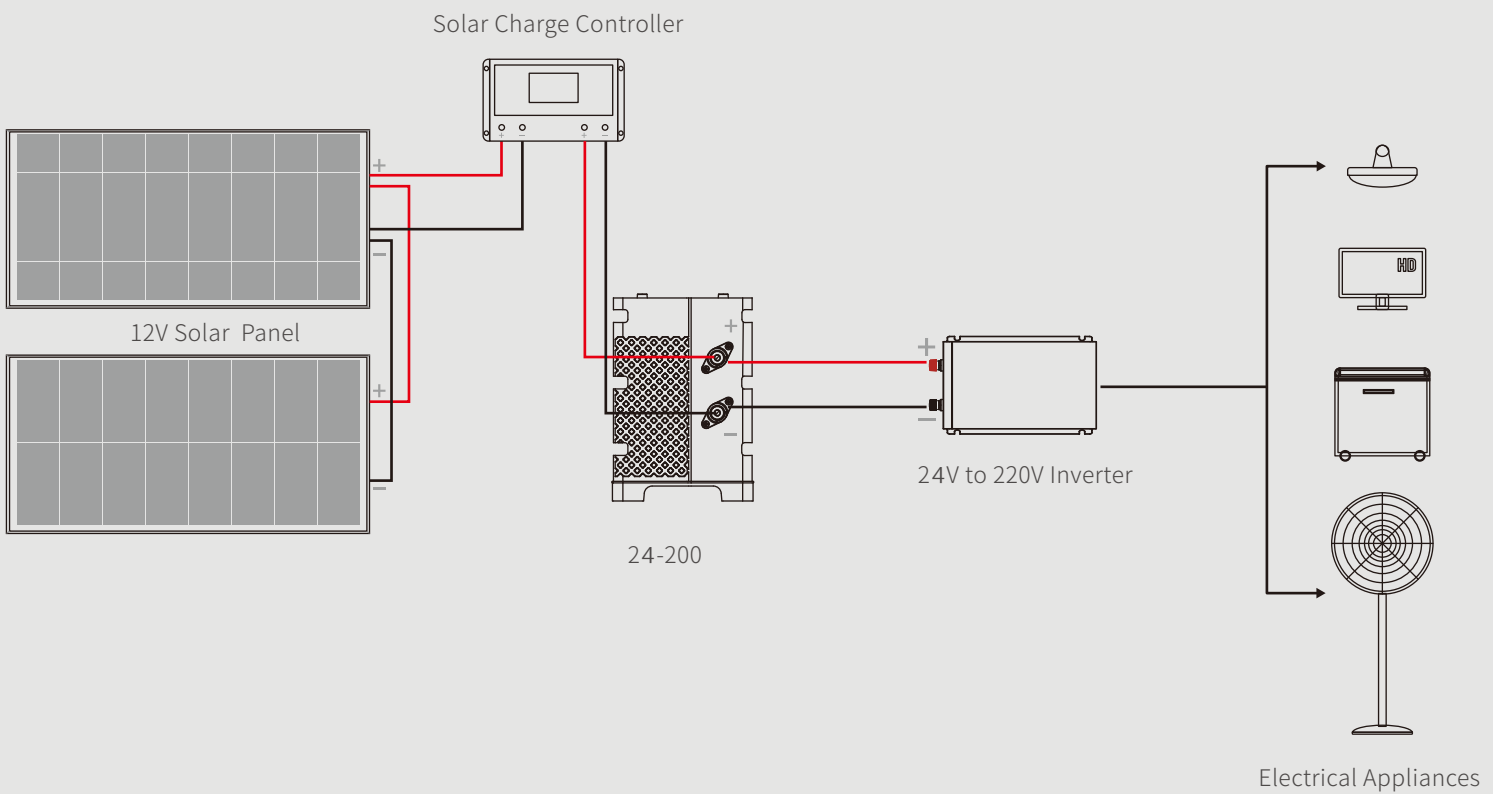 Solar Charge Controller
+ − + −
+
−
12V Solar Panel
+
−
+
−
24-200
+
−
24V to 220V Inverter
HD
Electrical Appliances